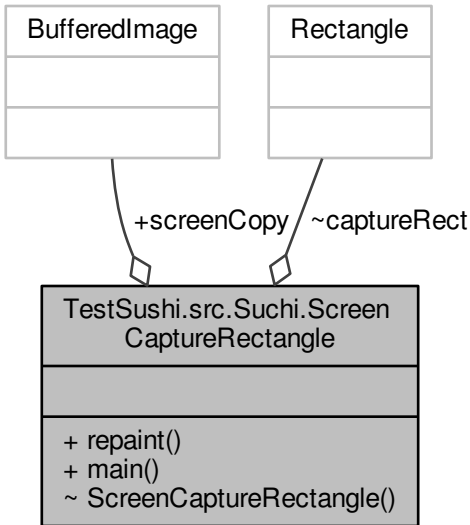 BufferedImage
Rectangle
+screenCopy
~captureRect
TestSushi.src.Suchi.Screen
CaptureRectangle
+ repaint()
+ main()
~ ScreenCaptureRectangle()